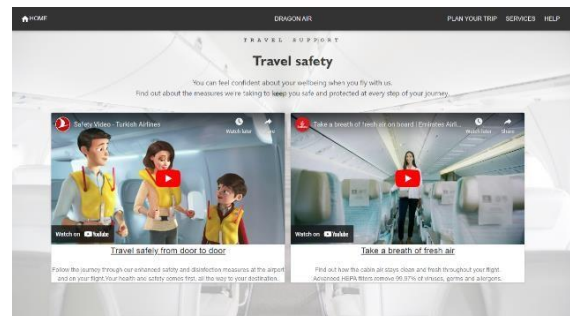 HOME
DRAGON AIR
PLAN YOUR TRIP
SERVICES
HELP
TRAVEL SUPPORT
Travel safety
You can feel confident about your wellbeing when you fly with us.
Find out about the measures we're taking to keep you safe and protected at every step of your journey.
Safety Video - Turkish Airlines
Watch later
Share
Take a breath of fresh air on board | Emirates Airl...
Watch later
Share
Watch on YouTube
Watch on YouTube
Travel safely from door to door
Take a breath of fresh air
Follow the journey through our enhanced safety and disinfection measures at the airport
and on your flight.Your health and safety comes first, all the way to your destination.
Find out how the cabin air stays clean and fresh throughout your flight.
Advanced HEPA filters remove 99.97% of viruses, germs and allergens.